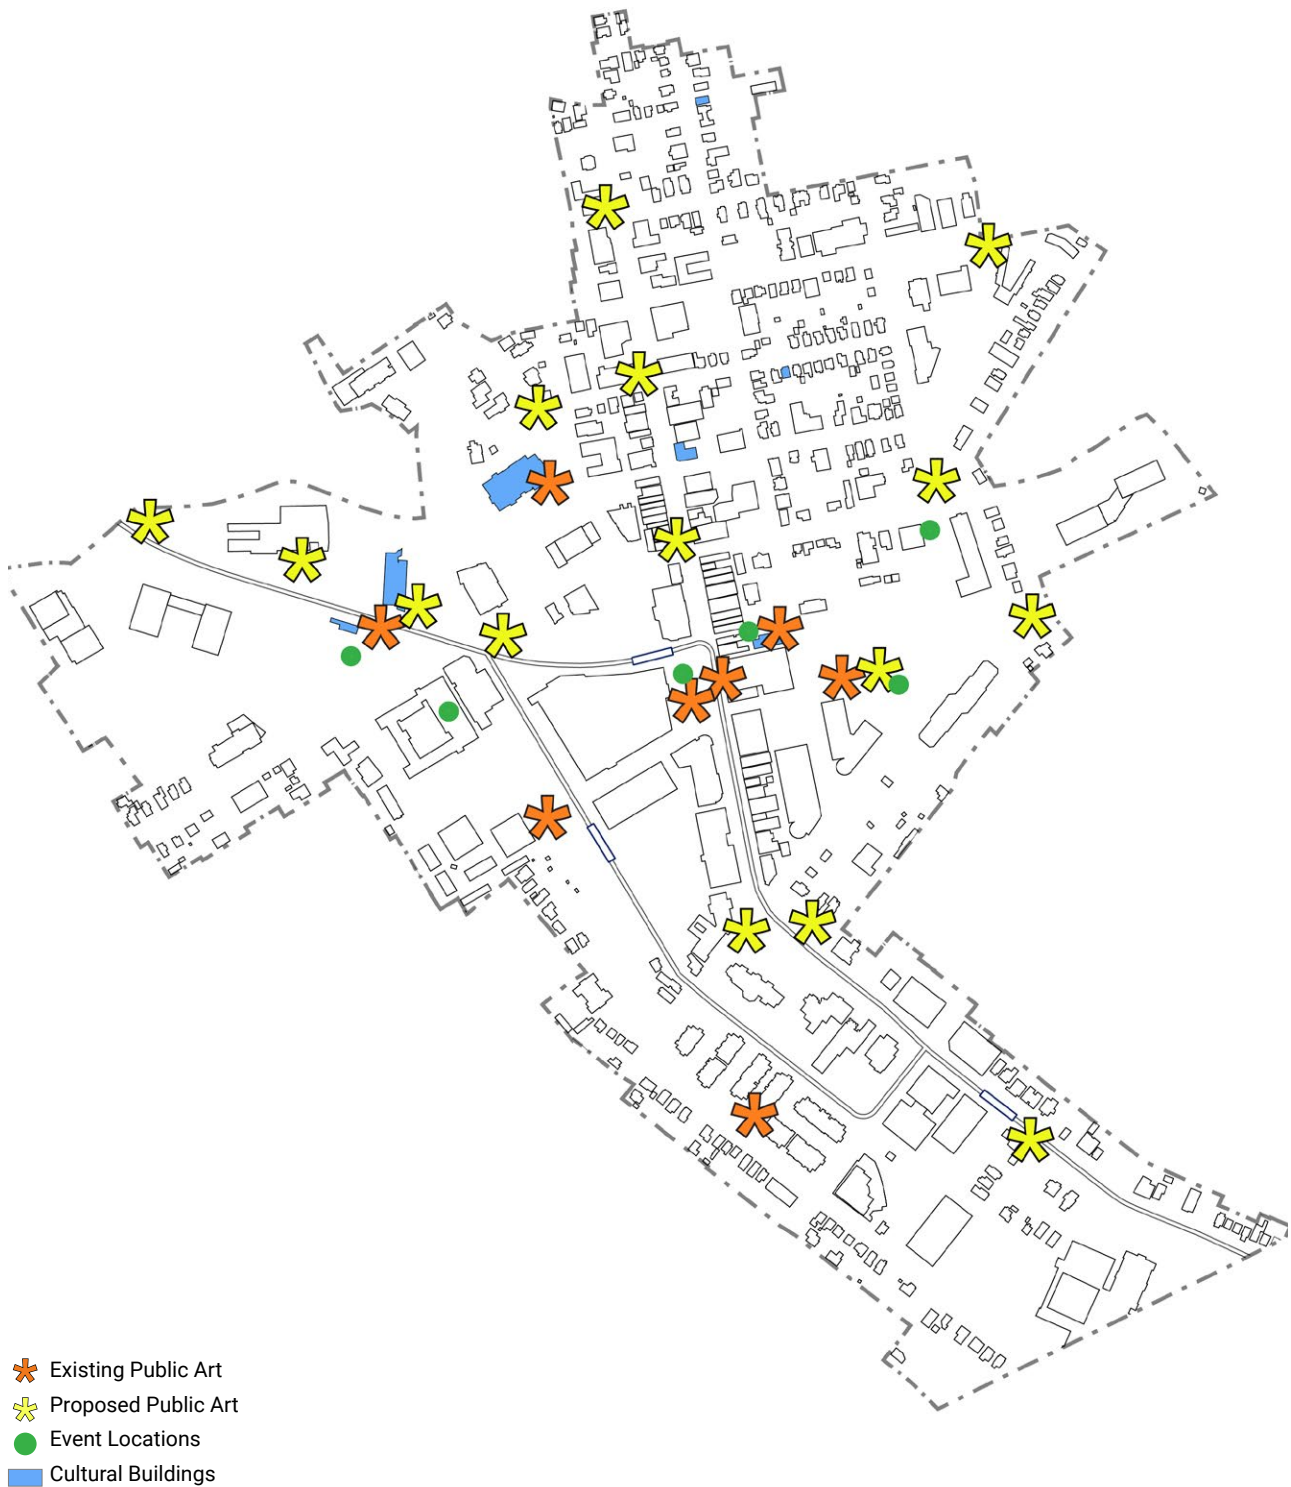 Existing Public Art
Proposed Public Art
Event Locations
Cultural Buildings